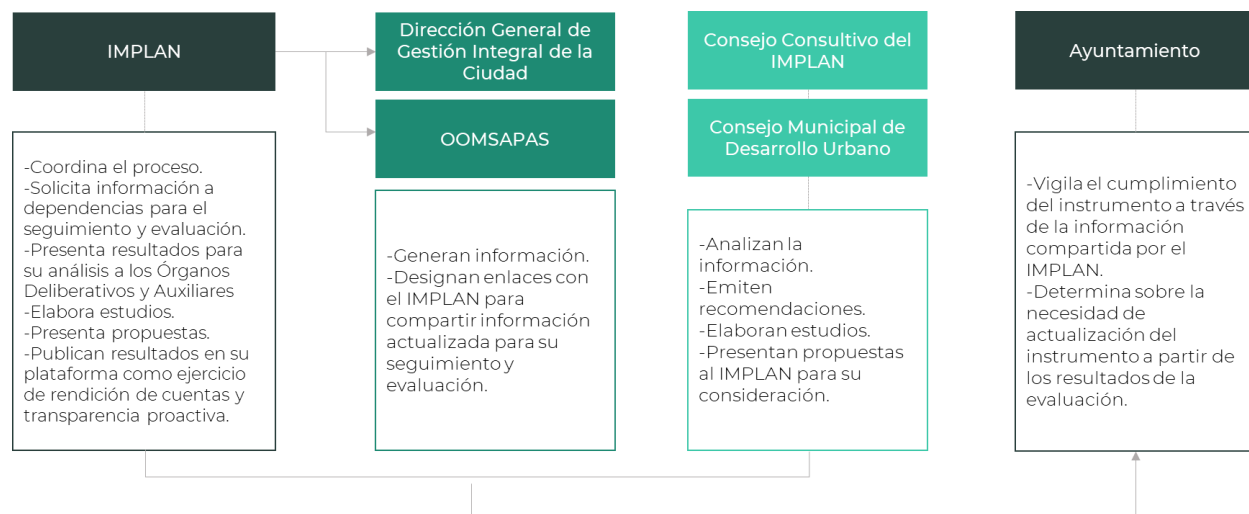 IMPLAN
-Coordina el proceso.
-Solicita información a
dependencias para el
seguimiento y evaluación.
-Presenta resultados para
su análisis a los Órganos
Deliberativos y Auxiliares
-Elabora estudios.
-Presenta propuestas.
-Publican resultados en su
plataforma como ejercicio
de rendición de cuentas y
transparencia proactiva.
Dirección General de
Gestión Integral de la
Ciudad
OOMSAPAS
-Generan información.
-Designan enlaces con
el IMPLAN para
compartir información
actualizada para su
seguimiento y
evaluación.
Consejo Consultivo del
IMPLAN
Consejo Municipal de
Desarrollo Urbano
-Analizan la
información.
-Emiten
recomendaciones.
-Elaboran estudios.
-Presentan propuestas
al IMPLAN para su
consideración.
Ayuntamiento
-Vigila el cumplimiento
del instrumento a través
de la información
compartida por el
IMPLAN.
-Determina sobre la
necesidad de
actualización del
instrumento a partir de
los resultados de la
evaluación.